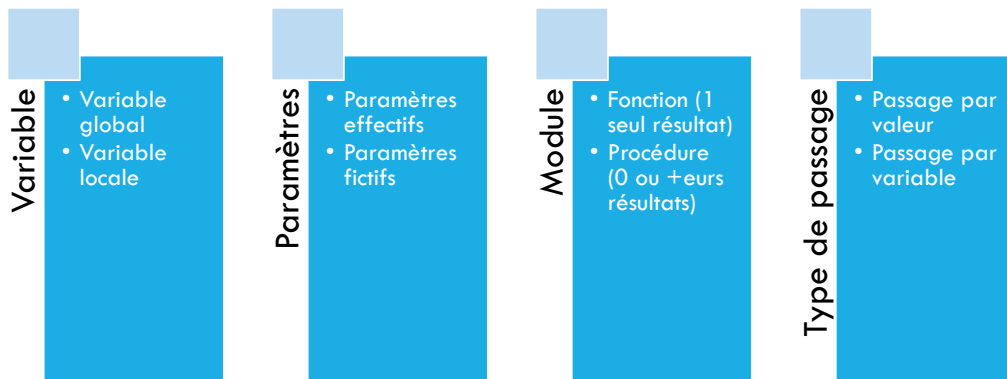 Variable
• Variable
global
• Variable
locale
Paramètres
• Paramètres
effectifs
• Paramètres
fictifs
Module
• Fonction (1
seul résultat)
• Procédure
(0 ou +eurs
résultats)
Type de passage
• Passage par
valeur
• Passage par
variable